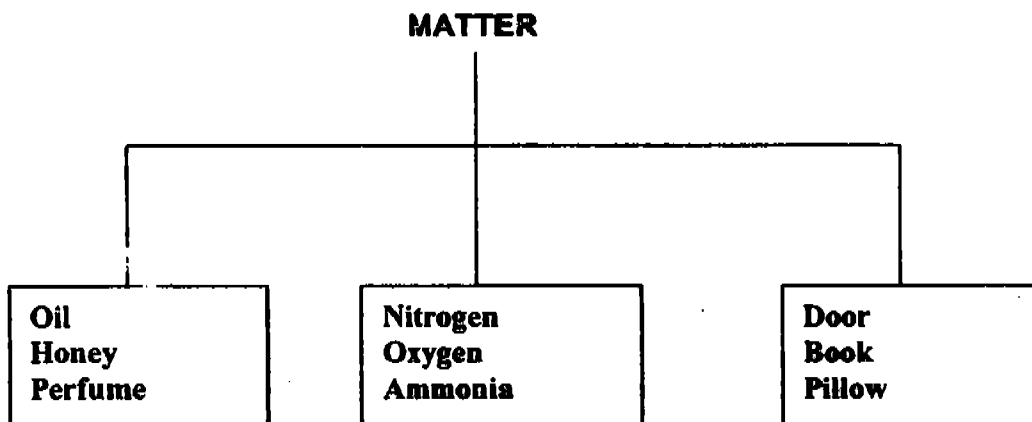 MATTER
Oil
Honey
Perfume
Nitrogen
Oxygen
Ammonia
Door
Book
Pillow